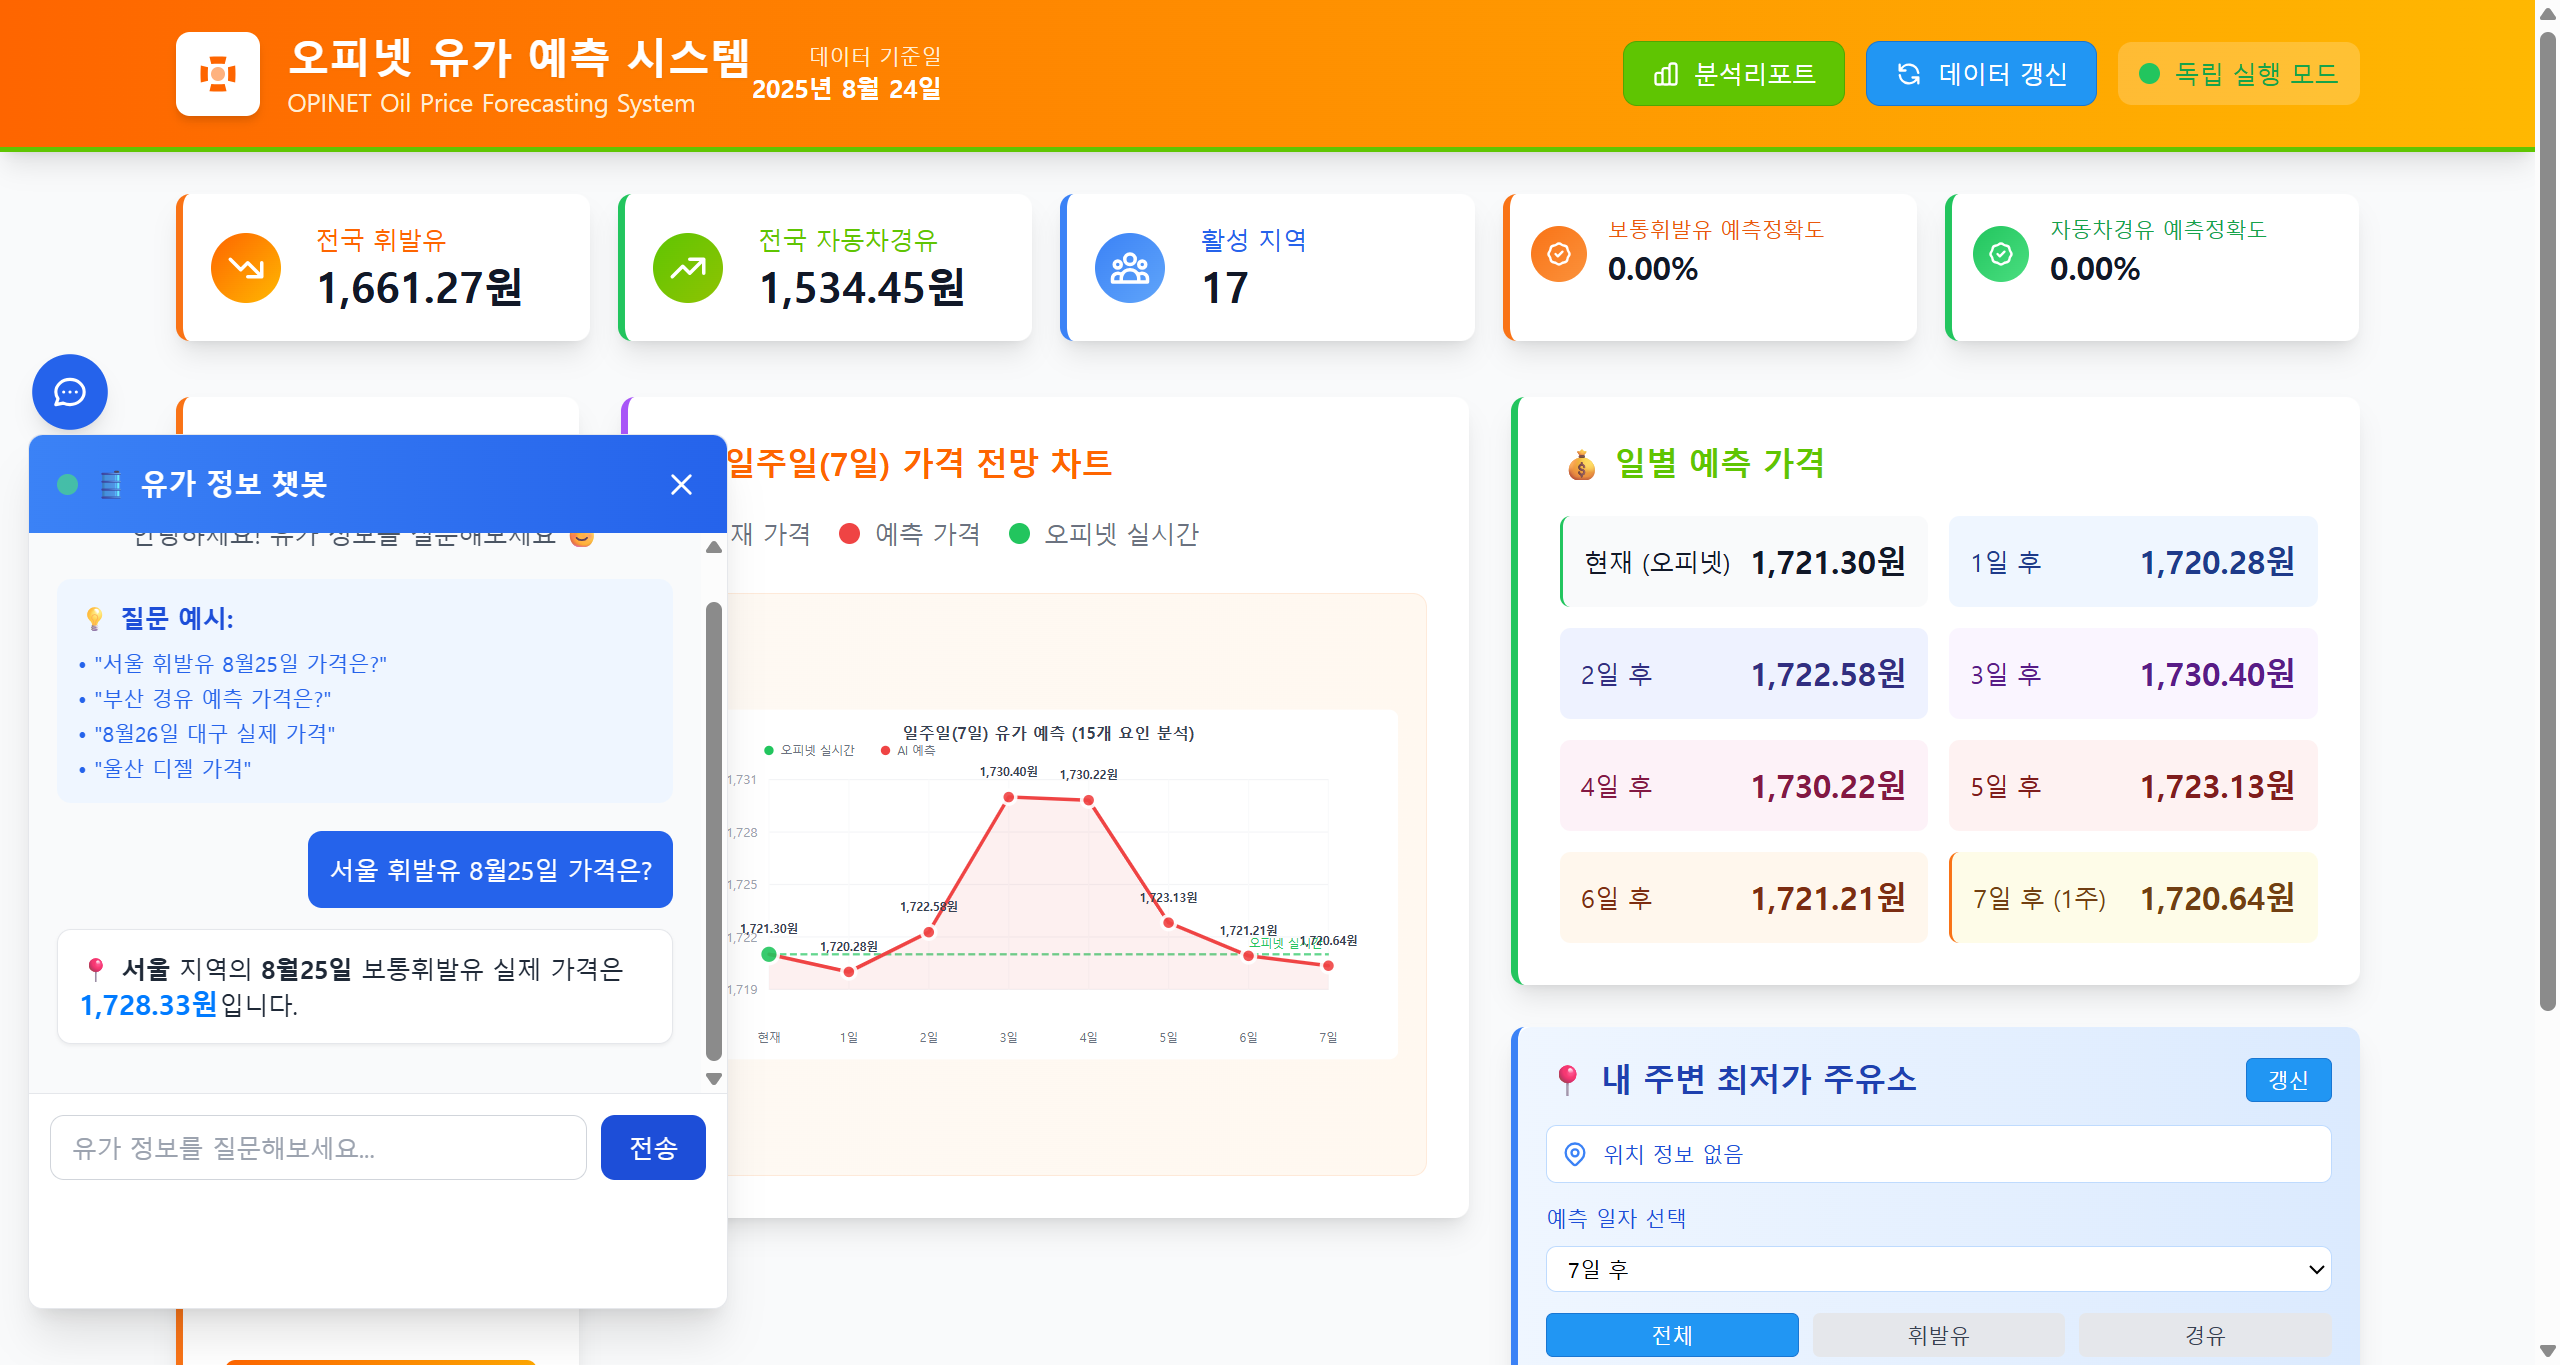 오피넷 유가 예측 시스템
OPINET Oil Price Forecasting System
데이터 기준일
2025년 8월 24일
분석리포트
데이터 갱신
독립 실행 모드
전국 휘발유
1,661.27원
전국 자동차경유
1,534.45원
활성 지역
17
보통휘발유 예측정확도
0.00%
자동차경유 예측정확도
0.00%
유가 정보 챗봇
안녕하세요! 유가 정보를 질문해보세요 😊
💡 질문 예시:
• "서울 휘발유 8월25일 가격은?"
• "부산 경유 예측 가격은?"
• "8월26일 대구 실제 가격"
• "울산 디젤 가격"
서울 휘발유 8월25일 가격은?
📍 서울 지역의 8월25일 보통휘발유 실제 가격은
1,728.33원입니다.
유가 정보를 질문해보세요...
전송
일주일(7일) 가격 전망 차트
재 가격
예측 가격
오피넷 실시간
일주일(7일) 유가 예측 (15개 요인 분석)
오피넷 실시간
AI 예측
1,731
1,728
1,725
1,722
1,719
1,721.30원
1,720.28원
1,722.58원
1,730.40원
1,730.22원
1,723.13원
1,721.21원
1,720.64원
오피넷 실시간
현재
1일
2일
3일
4일
5일
6일
7일
💰 일별 예측 가격
현재 (오피넷) 1,721.30원
1일 후 1,720.28원
2일 후 1,722.58원
3일 후 1,730.40원
4일 후 1,730.22원
5일 후 1,723.13원
6일 후 1,721.21원
7일 후 (1주) 1,720.64원
📍 내 주변 최저가 주유소
갱신
위치 정보 없음
예측 일자 선택
7일 후
전체
휘발유
경유